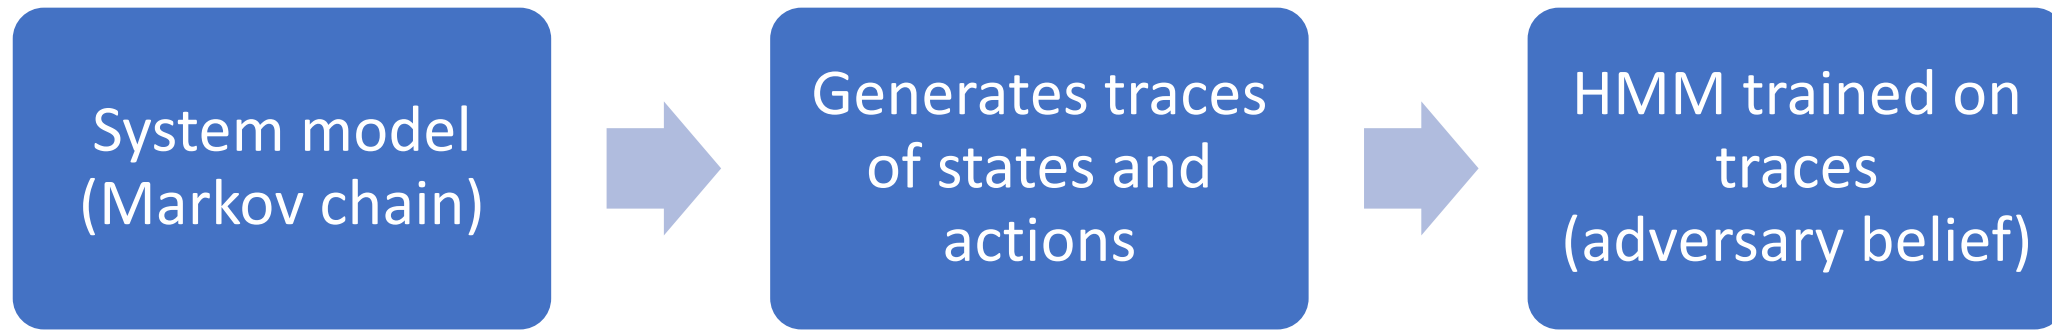 System model
(Markov chain)
Generates traces
of states and
actions
HMM trained on
traces
(adversary belief)